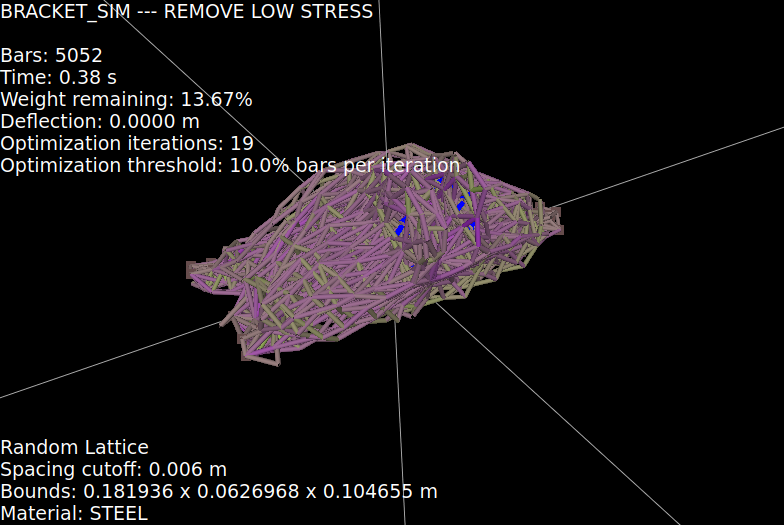 BRACKET_SIM --- REMOVE LOW STRESS
Bars: 5052
Time: 0.38 s
Weight remaining: 13.67%
Deflection: 0.0000 m
Optimization iterations: 19
Optimization threshold: 10.0% bars per iteration
Random Lattice
Spacing cutoff: 0.006 m
Bounds: 0.181936 x 0.0626968 x 0.104655 m
Material: STEEL